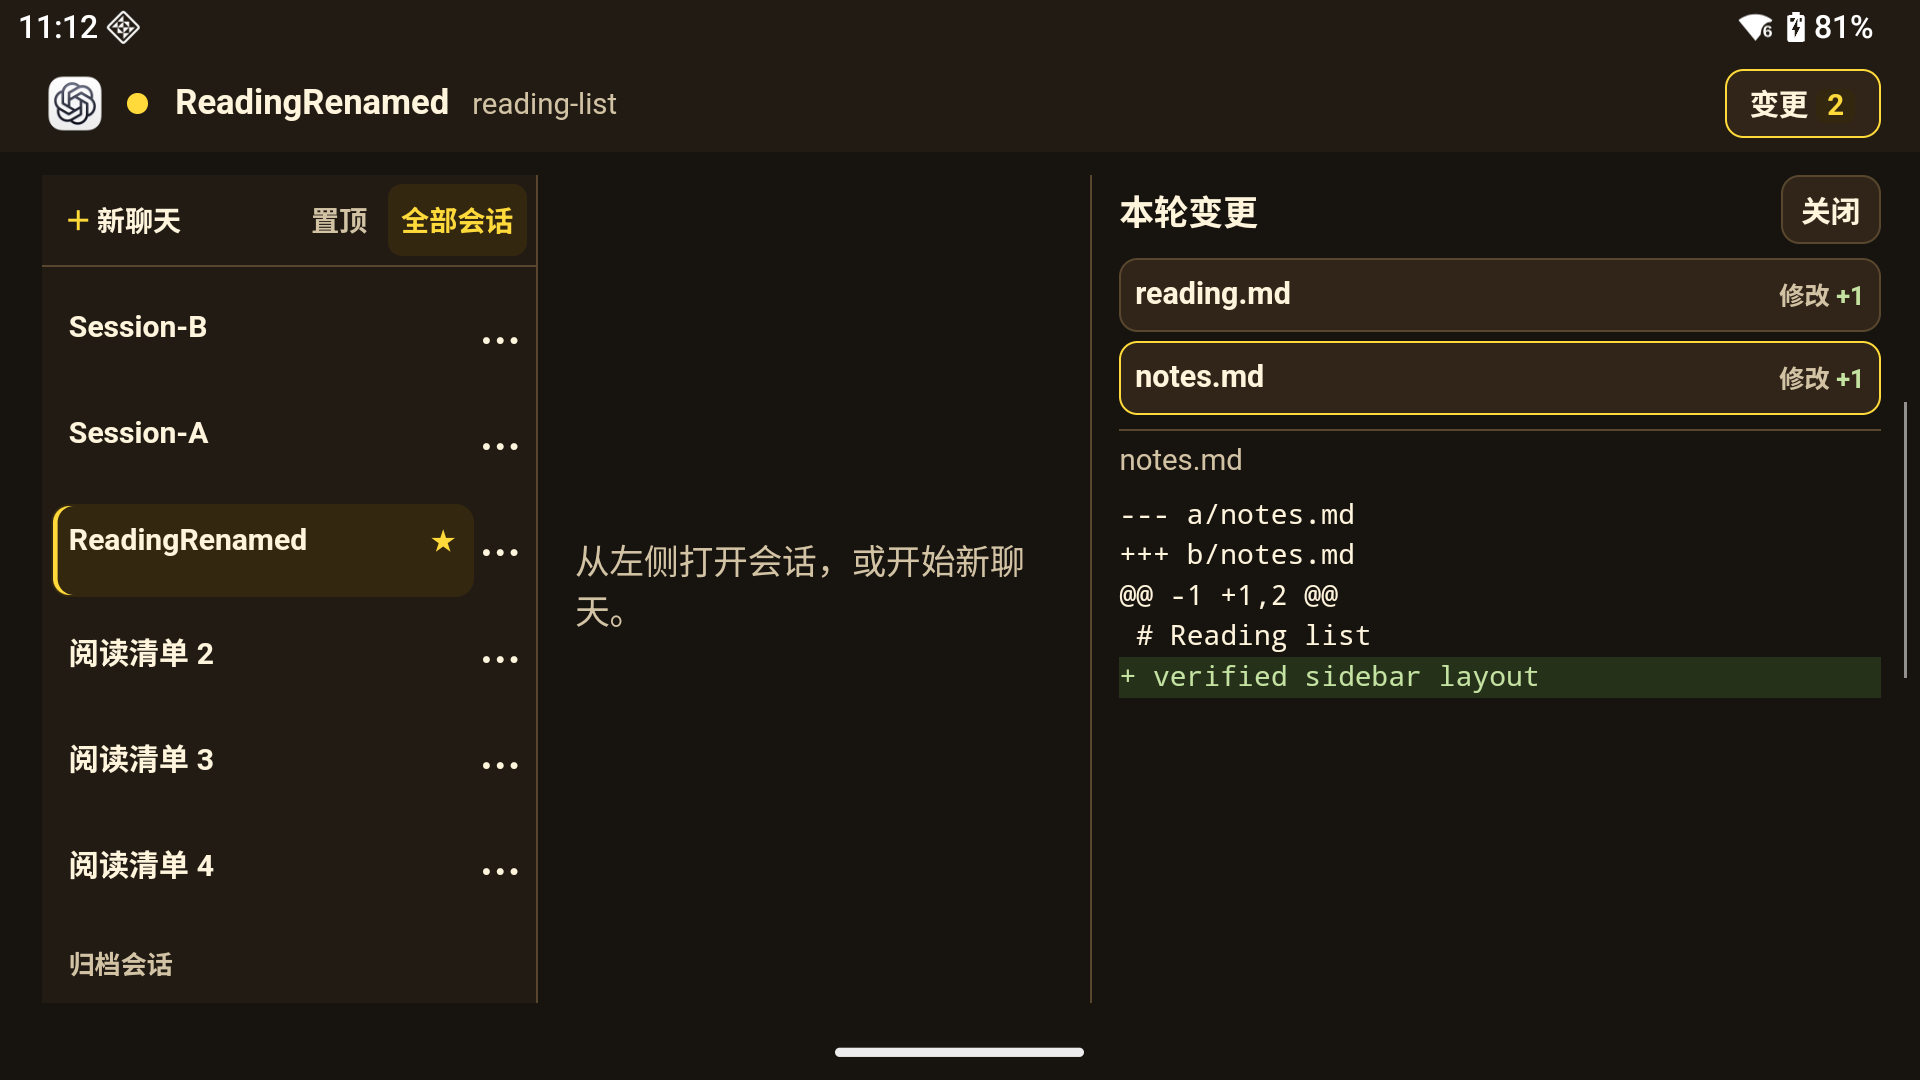 11:12
6 81%
ReadingRenamed reading-list
变更 2
+ 新聊天 置顶 全部会话
Session-B ...
Session-A ...
ReadingRenamed ★ ...
阅读清单 2 ...
阅读清单 3 ...
阅读清单 4 ...
归档会话
从左侧打开会话，或开始新聊
天。
本轮变更 关闭
reading.md 修改 +1
notes.md 修改 +1
notes.md
--- a/notes.md
+++ b/notes.md
@@ -1 +1,2 @@
# Reading list
+ verified sidebar layout